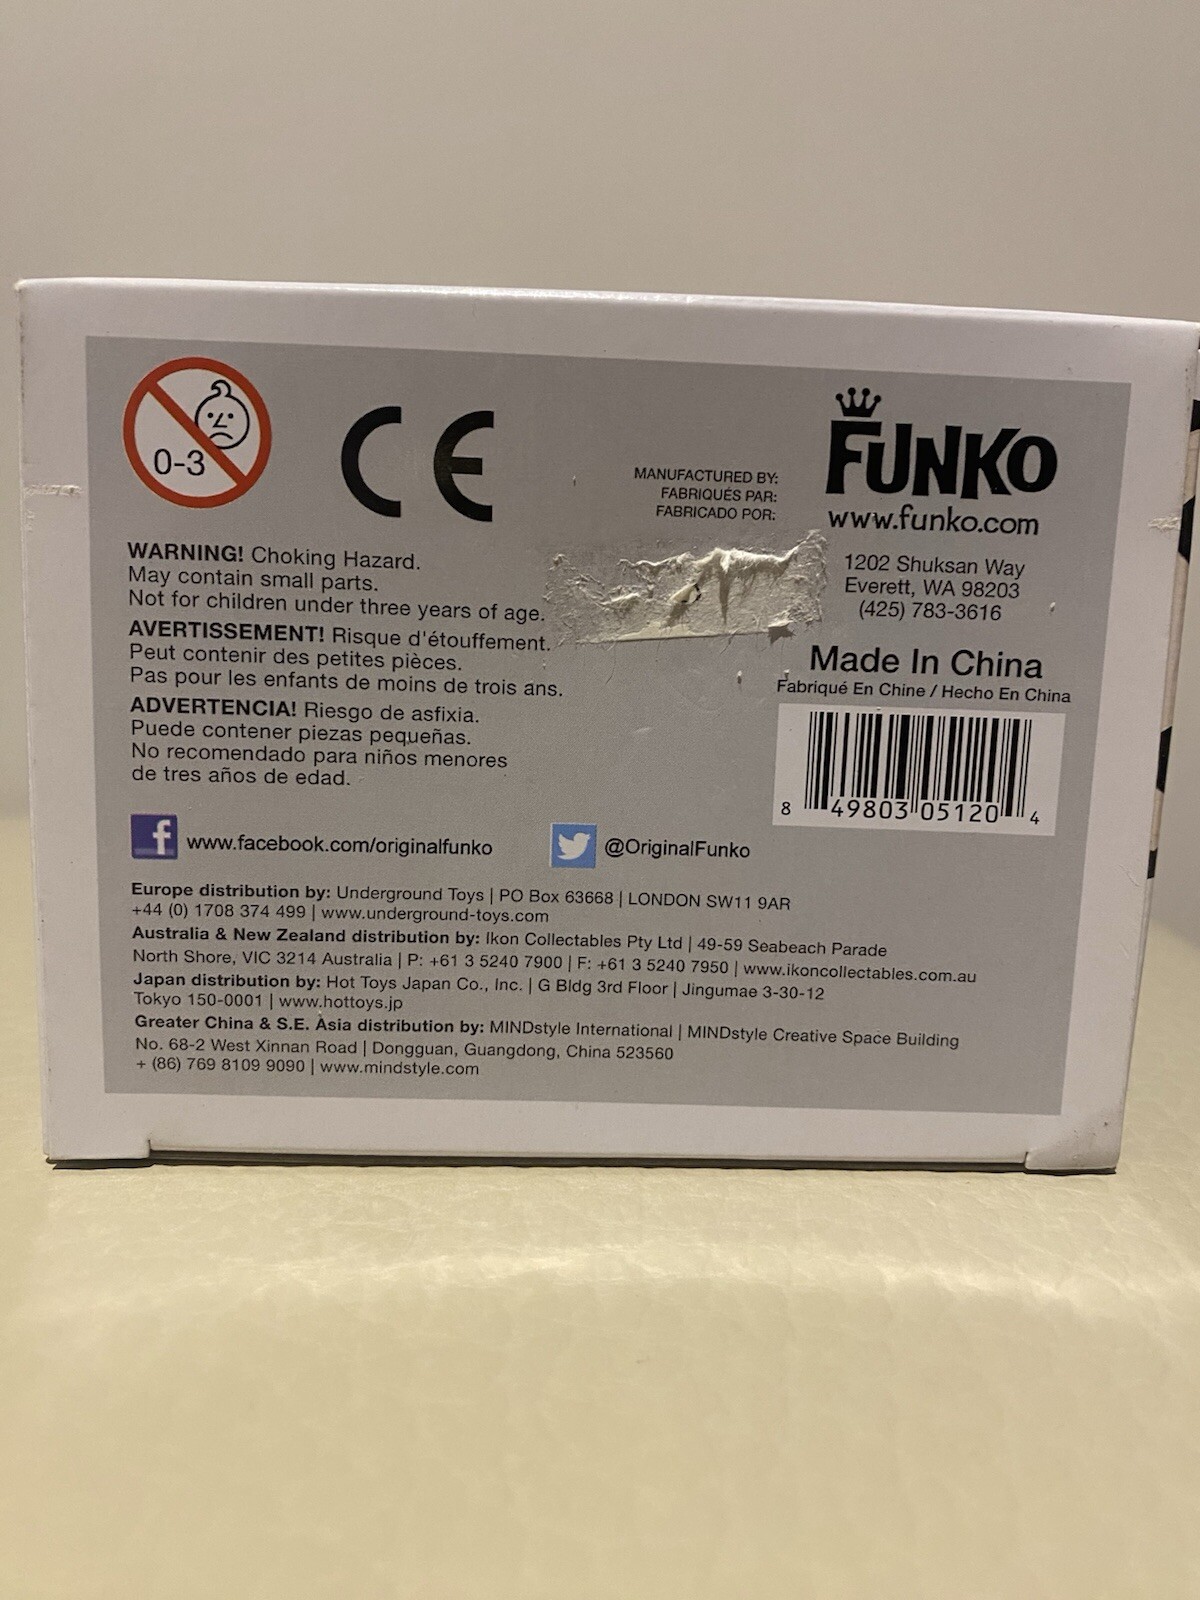 0-3
CE
MANUFACTURED BY:
FABRIQUÉS PAR:
FABRICADO POR:
FUNKO
www.funko.com
1202 Shuksan Way
Everett, WA 98203
(425) 783-3616
WARNING! Choking Hazard.
May contain small parts.
Not for children under three years of age.
AVERTISSEMENT! Risque d'étouffement.
Peut contenir des petites pièces.
Pas pour les enfants de moins de trois ans.
ADVERTENCIA! Riesgo de asfixia.
Puede contener piezas pequeñas.
No recomendado para niños menores
de tres años de edad.
Made In China
Fabriqué En Chine / Hecho En China
8 49803 05120 4
f www.facebook.com/originalfunko
@OriginalFunko
Europe distribution by: Underground Toys | PO Box 63668 | LONDON SW11 9AR
+44 (0) 1708 374 499 | www.underground-toys.com
Australia & New Zealand distribution by: Ikon Collectables Pty Ltd | 49-59 Seabeach Parade
North Shore, VIC 3214 Australia | P: +61 3 5240 7900 | F: +61 3 5240 7950 | www.ikoncollectables.com.au
Japan distribution by: Hot Toys Japan Co., Inc. | G Bldg 3rd Floor | Jingumae 3-30-12
Tokyo 150-0001 | www.hottoys.jp
Greater China & S.E. Asia distribution by: MINDstyle International | MINDstyle Creative Space Building
No. 68-2 West Xinnan Road | Dongguan, Guangdong, China 523560
+ (86) 769 8109 9090 | www.mindstyle.com